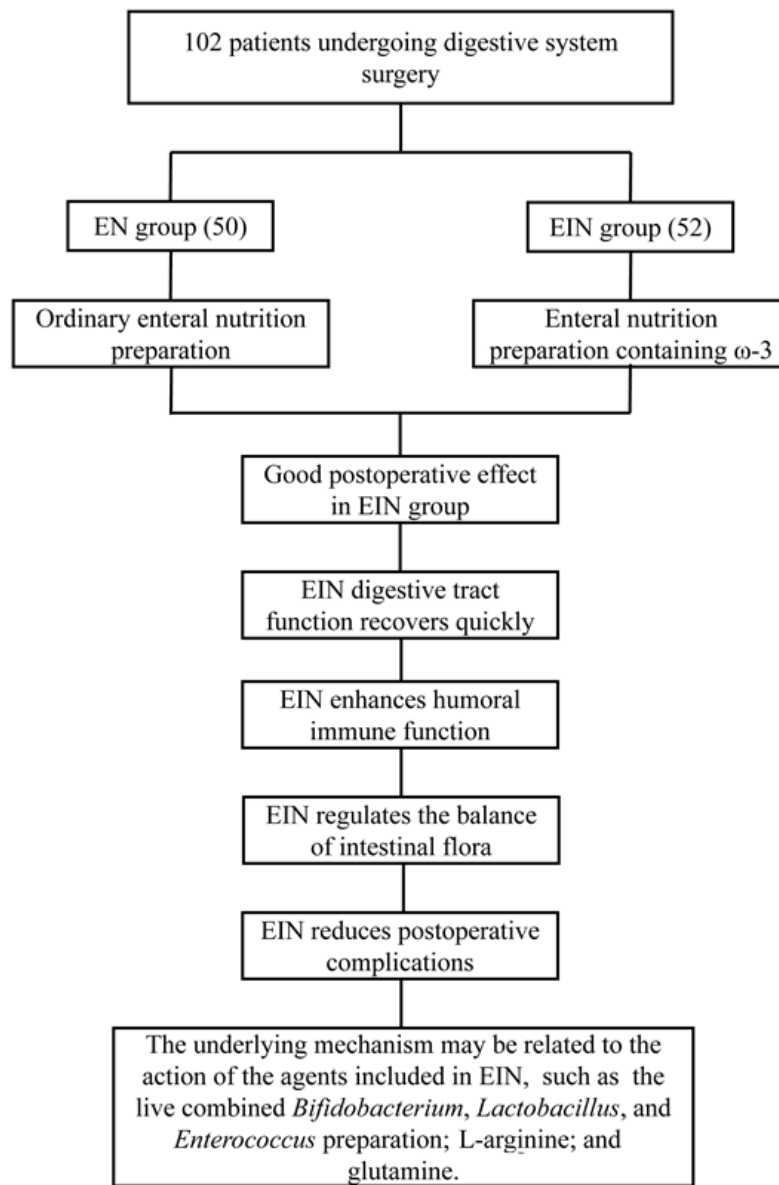 102 patients undergoing digestive system
surgery
EN group (50)
EIN group (52)
Ordinary enteral nutrition
preparation
Enteral nutrition
preparation containing ω-3
Good postoperative effect
in EIN group
EIN digestive tract
function recovers quickly
EIN enhances humoral
immune function
EIN regulates the balance
of intestinal flora
EIN reduces postoperative
complications
The underlying mechanism may be related to the
action of the agents included in EIN, such as the
live combined Bifidobacterium, Lactobacillus, and
Enterococcus preparation; L-arginine; and
glutamine.